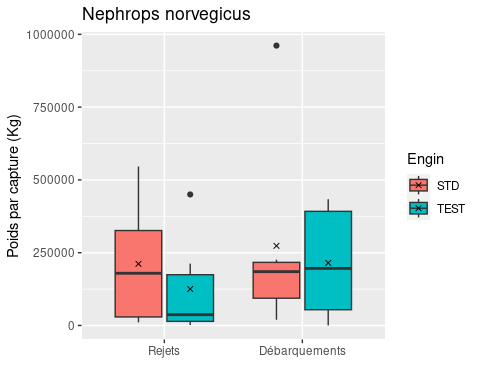 Nephrops norvegicus
Poids par capture (Kg)
1000000
750000
500000
250000
0
Rejets
Débarquements
Engin
STD
TEST